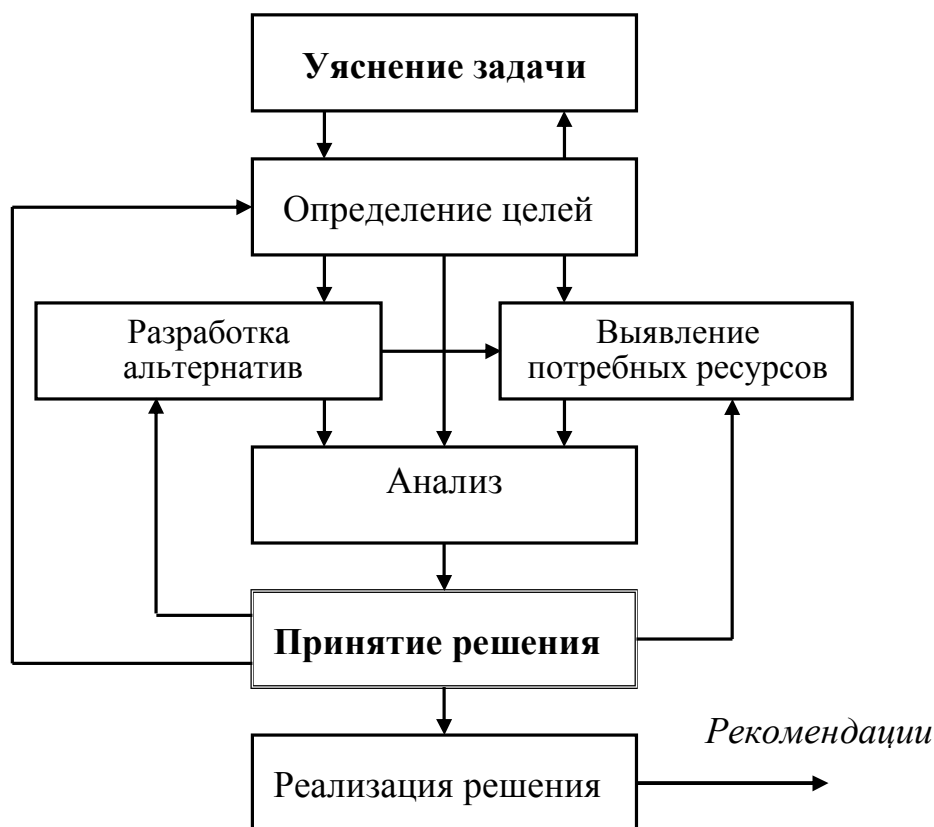 Уяснение задачи
Определение целей
Разработка
альтернатив
Выявление
потребных ресурсов
Анализ
Принятие решения
Рекомендации
Реализация решения